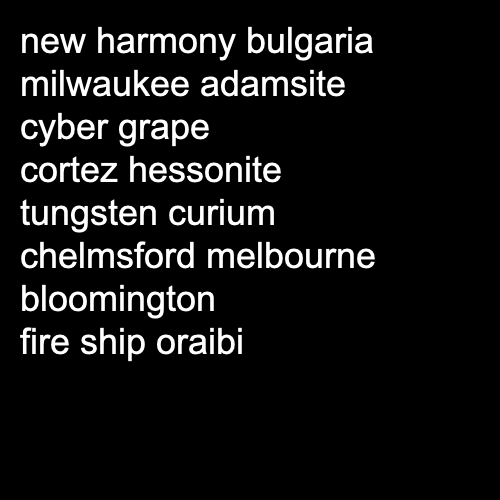 new harmony bulgaria
milwaukee adamsite
cyber grape
cortez hessonite
tungsten curium
chelmsford melbourne
bloomington
fire ship oraibi